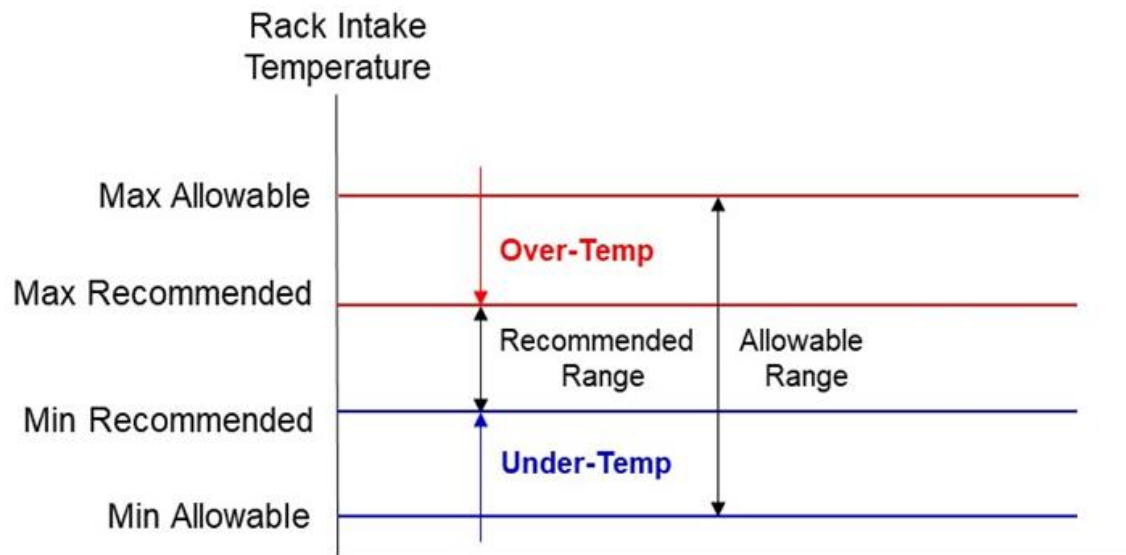 Rack Intake
Temperature
Max Allowable
Over-Temp
Max Recommended
Recommended
Range
Allowable
Range
Min Recommended
Under-Temp
Min Allowable